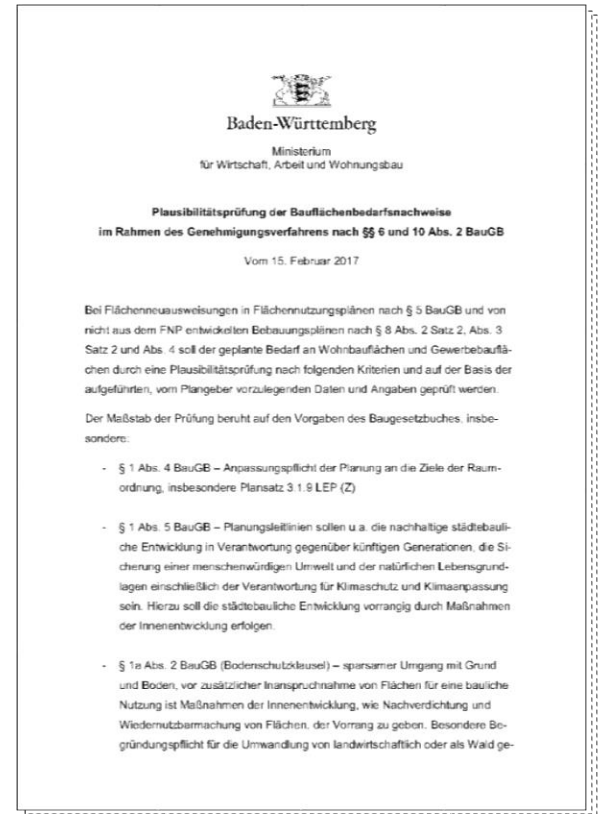 Baden-Württemberg
Ministerium
für Wirtschaft, Arbeit und Wohnungsbau
Plausibilitätsprüfung der Bauflächenbedarfsnachweise
im Rahmen des Genehmigungsverfahrens nach §§ 6 und 10 Abs. 2 BauGB
Vom 15. Februar 2017
Bei Flächenneuausweisungen in Flächennutzungsplänen nach § 5 BauGB und von
nicht aus dem FNP entwickelten Bebauungsplänen nach § 8 Abs. 2 Satz 2, Abs. 3
Satz 2 und Abs. 4 soll der geplante Bedarf an Wohnbauflächen und Gewerbebauflä-
chen durch eine Plausibilitätsprüfung nach folgenden Kriterien und auf der Basis der
aufgeführten, vom Plangeber vorzulegenden Daten und Angaben geprüft werden.
Der Maßstab der Prüfung beruht auf den Vorgaben des Baugesetzbuches, insbe-
sondere:
- § 1 Abs. 4 BauGB – Anpassungspflicht der Planung an die Ziele der Raum-
ordnung, insbesondere Plansatz 3.1.9 LEP (Z)
- § 1 Abs. 5 BauGB – Planungsleitlinien sollen u.a. die nachhaltige städtebauli-
che Entwicklung in Verantwortung gegenüber künftigen Generationen, die Si-
cherung einer menschenwürdigen Umwelt und der natürlichen Lebensgrund-
lagen einschließlich der Verantwortung für Klimaschutz und Klimaanpassung
sein. Hierzu soll die städtebauliche Entwicklung vorrangig durch Maßnahmen
der Innenentwicklung erfolgen.
- § 1a Abs. 2 BauGB (Bodenschutzklausel) – sparsamer Umgang mit Grund
und Boden, vor zusätzlicher Inanspruchnahme von Flächen für eine bauliche
Nutzung ist Maßnahmen der Innenentwicklung, wie Nachverdichtung und
Wiedernutzbarmachung von Flächen, der Vorrang zu geben. Besondere Be-
gründungspflicht für die Umwandlung von landwirtschaftlich oder als Wald ge-